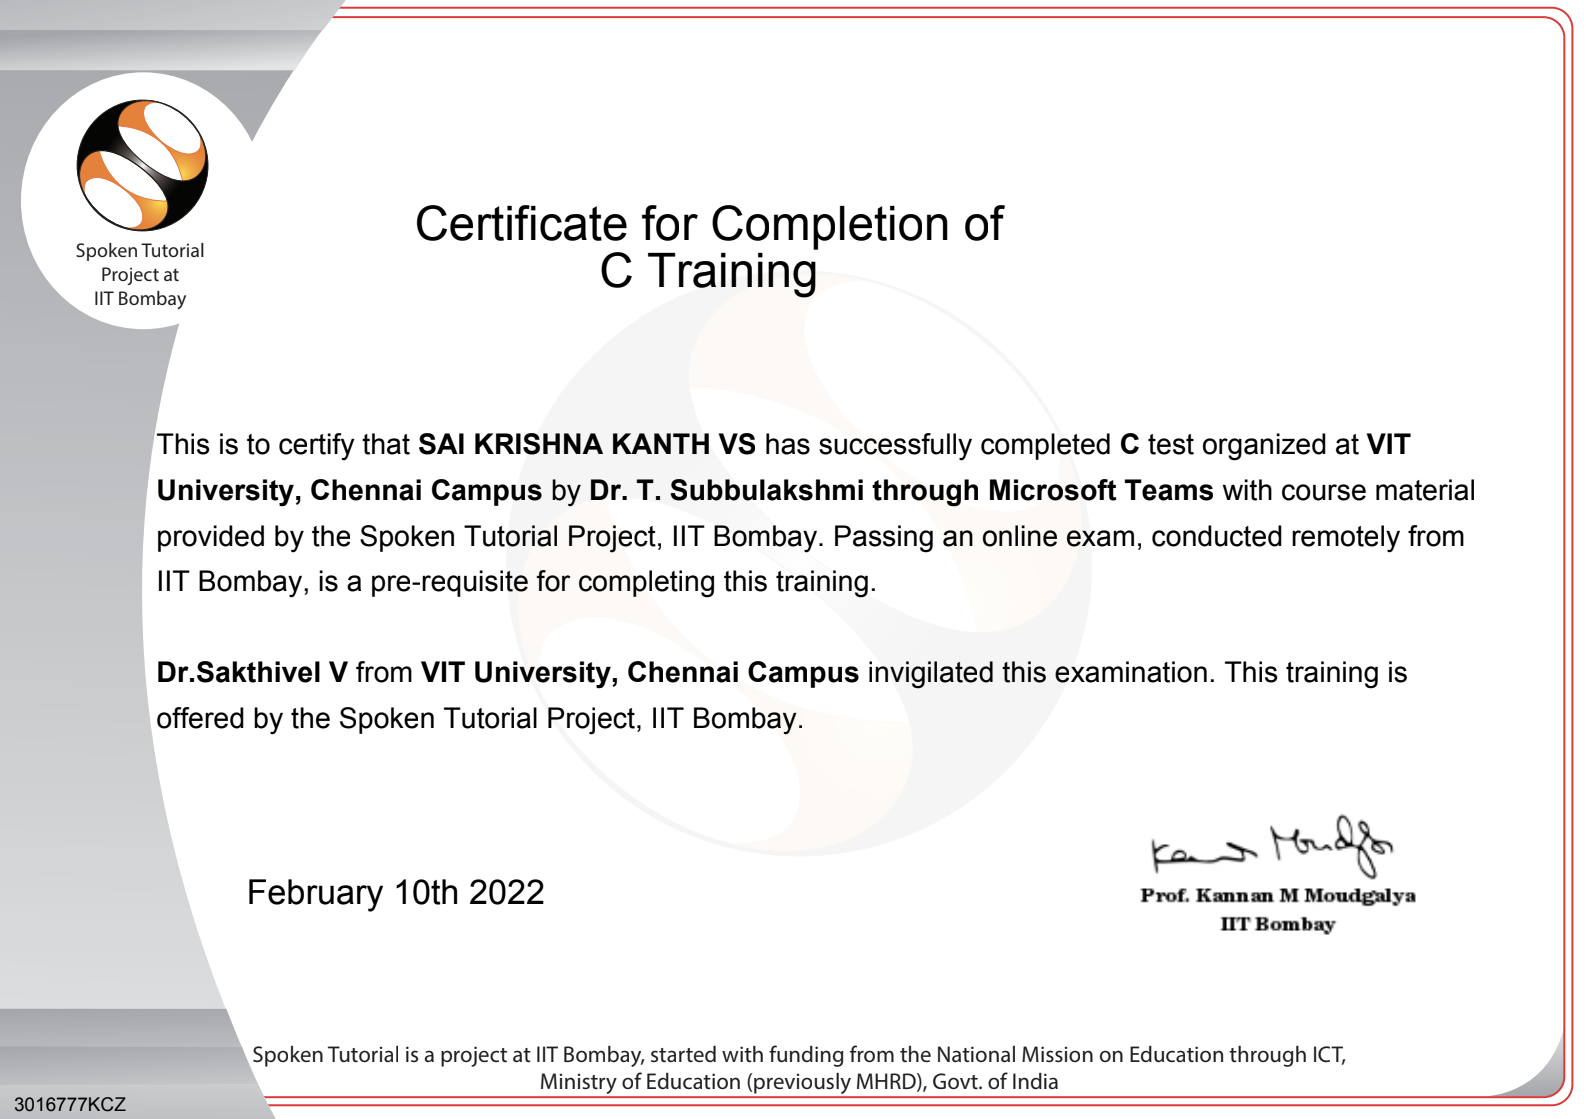 Spoken Tutorial
Project at
IIT Bombay
Certificate for Completion of
C Training
This is to certify that SAI KRISHNA KANTH VS has successfully completed C test organized at VIT
University, Chennai Campus by Dr. T. Subbulakshmi through Microsoft Teams with course material
provided by the Spoken Tutorial Project, IIT Bombay. Passing an online exam, conducted remotely from
IIT Bombay, is a pre-requisite for completing this training.
Dr.Sakthivel V from VIT University, Chennai Campus invigilated this examination. This training is
offered by the Spoken Tutorial Project, IIT Bombay.
February 10th 2022
Kannan Moudgalya
Prof. Kannan M Moudgalya
IIT Bombay
Spoken Tutorial is a project at IIT Bombay, started with funding from the National Mission on Education through ICT,
Ministry of Education (previously MHRD), Govt. of India
3016777KCZ